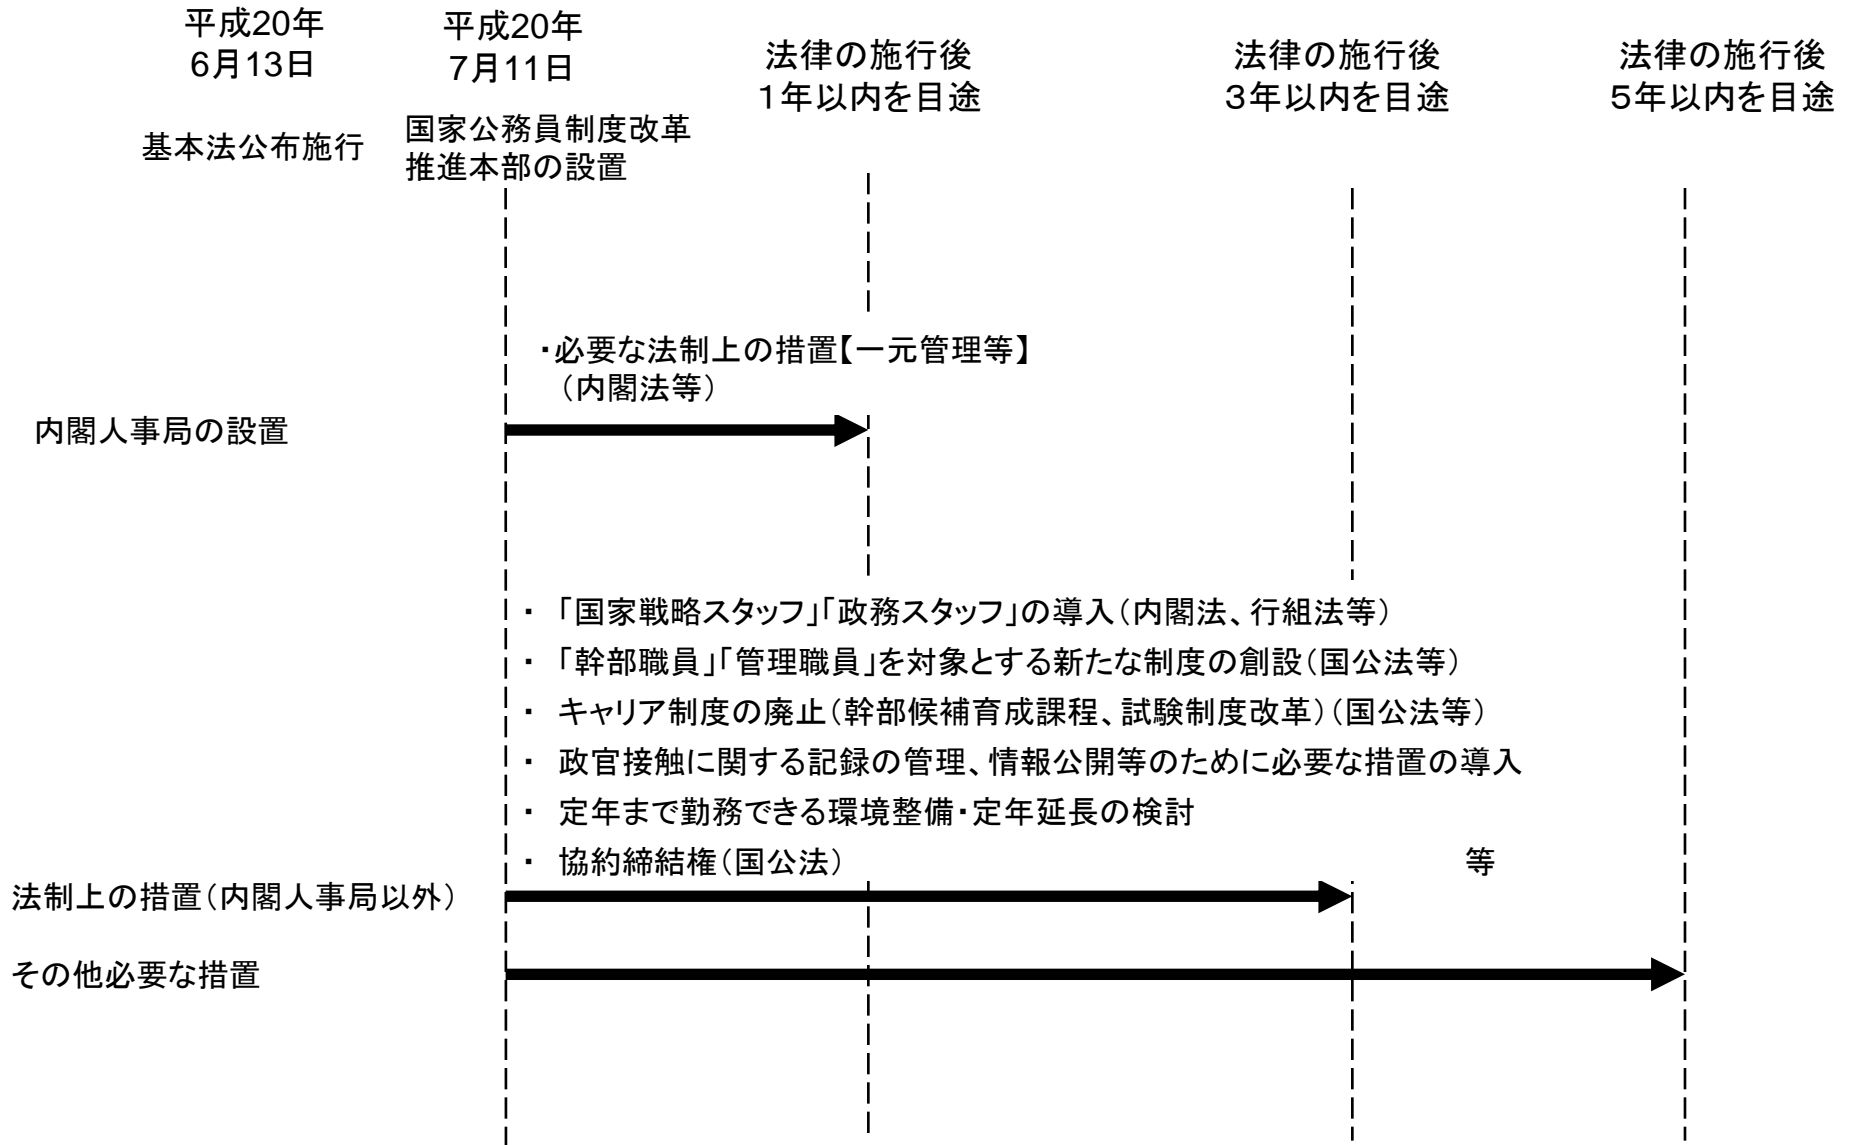 平成20年
6月13日
基本法公布施行
平成20年
7月11日
国家公務員制度改革
推進本部の設置
法律の施行後
１年以内を目途
法律の施行後
３年以内を目途
法律の施行後
５年以内を目途
・必要な法制上の措置【一元管理等】
（内閣法等）
内閣人事局の設置
・ 「国家戦略スタッフ」「政務スタッフ」の導入（内閣法、行組法等）
・ 「幹部職員」「管理職員」を対象とする新たな制度の創設（国公法等）
・ キャリア制度の廃止（幹部候補育成課程、試験制度改革）（国公法等）
・ 政官接触に関する記録の管理、情報公開等のために必要な措置の導入
・ 定年まで勤務できる環境整備・定年延長の検討
・ 協約締結権（国公法） 等
法制上の措置（内閣人事局以外）
その他必要な措置